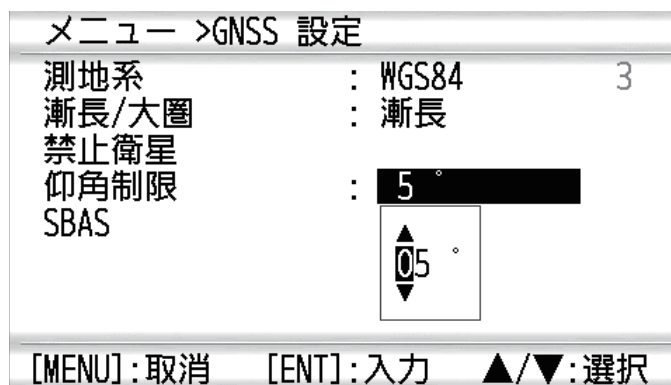 メニュー >GNSS 設定
測地系 : WGS84 3
漸長/大圏 : 漸長
禁止衛星
仰角制限 : 5 °
SBAS
▲
05 °
▼
[MENU]:取消 [ENT]:入力 ▲/▼:選択